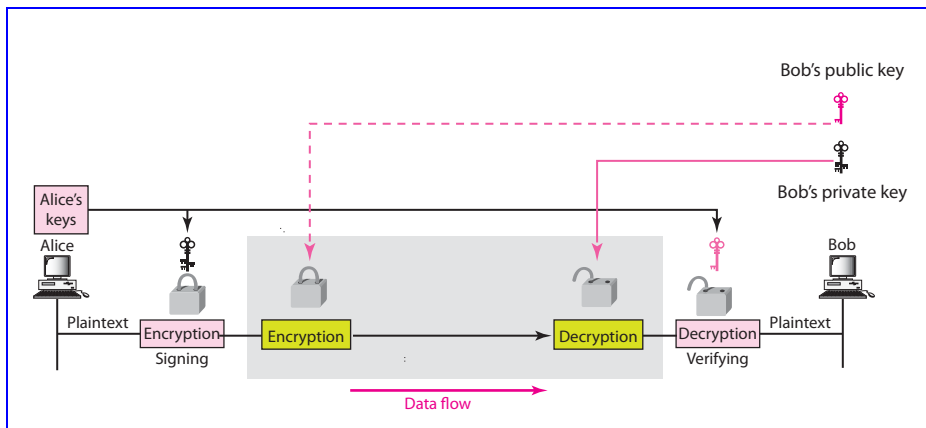 Bob's public key
Bob's private key
Alice's
keys
Alice
Bob
Plaintext
Encryption
Encryption
Decryption
Decryption
Plaintext
Signing
Verifying
Data flow